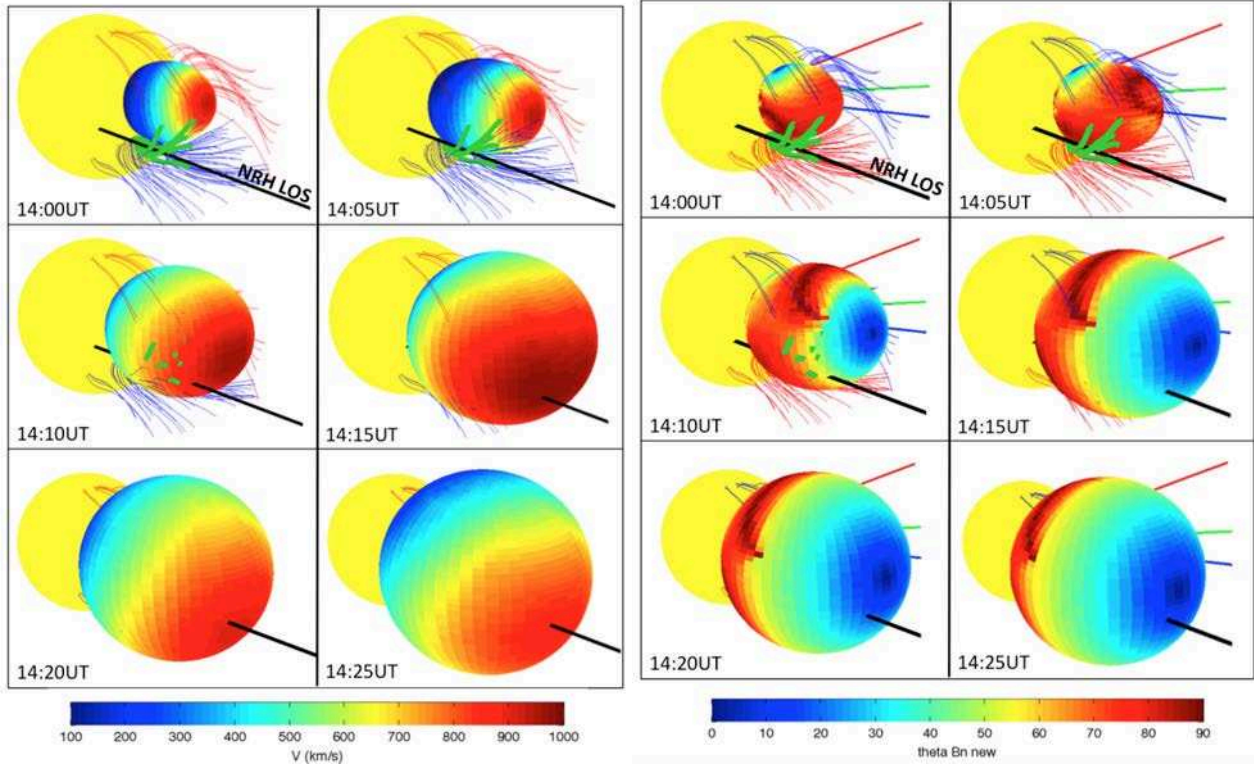 NRH LOS
14:00UT
14:05UT
14:10UT
14:15UT
14:20UT
14:25UT
100 200 300 400 500 600 700 800 900 1000
V (km/s)
NRH LOS
14:00UT
14:05UT
14:10UT
14:15UT
14:20UT
14:25UT
0 10 20 30 40 50 60 70 80 90
theta Bn new